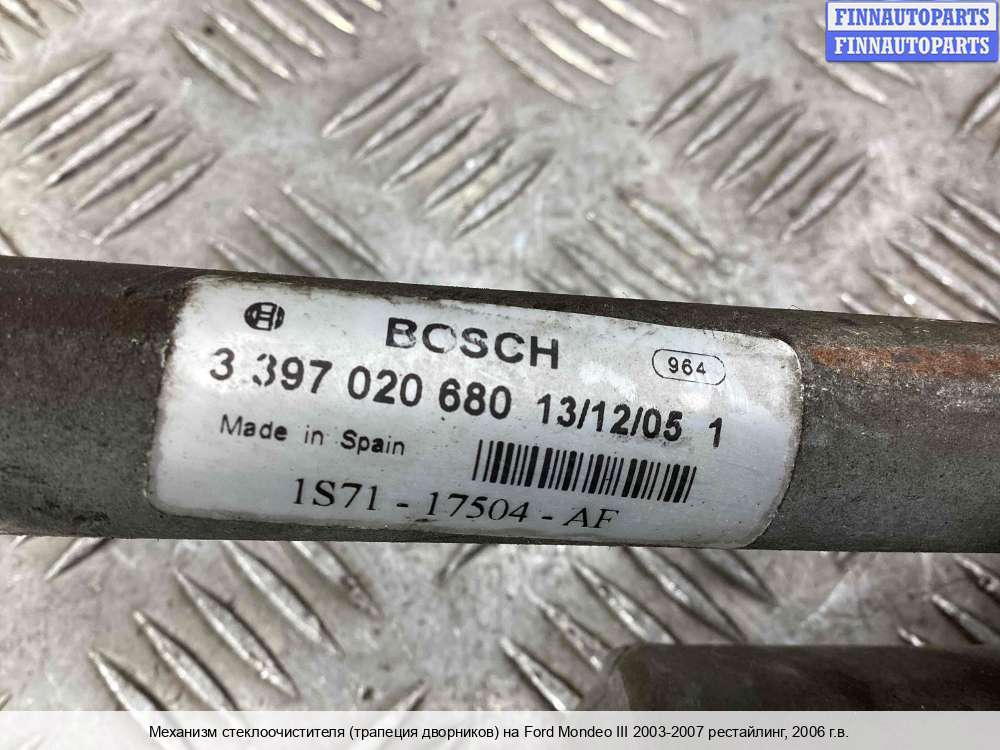 FINNAUTOPARTS
FINNAUTOPARTS
BOSCH
964
3 397 020 680 13/12/05 1
Made in Spain
1S71 - 17504 - AF
Механизм стеклоочистителя (трапеция дворников) на Ford Mondeo III 2003-2007 рестайлинг, 2006 г.в.